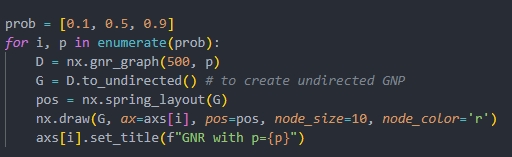 prob = [0.1, 0.5, 0.9]
for i, p in enumerate(prob):
    D = nx.gnr_graph(500, p)
    G = D.to_undirected() # to create undirected GNP
    pos = nx.spring_layout(G)
    nx.draw(G, ax=axs[i], pos=pos, node_size=10, node_color='r')
    axs[i].set_title(f"GNR with p={p}")